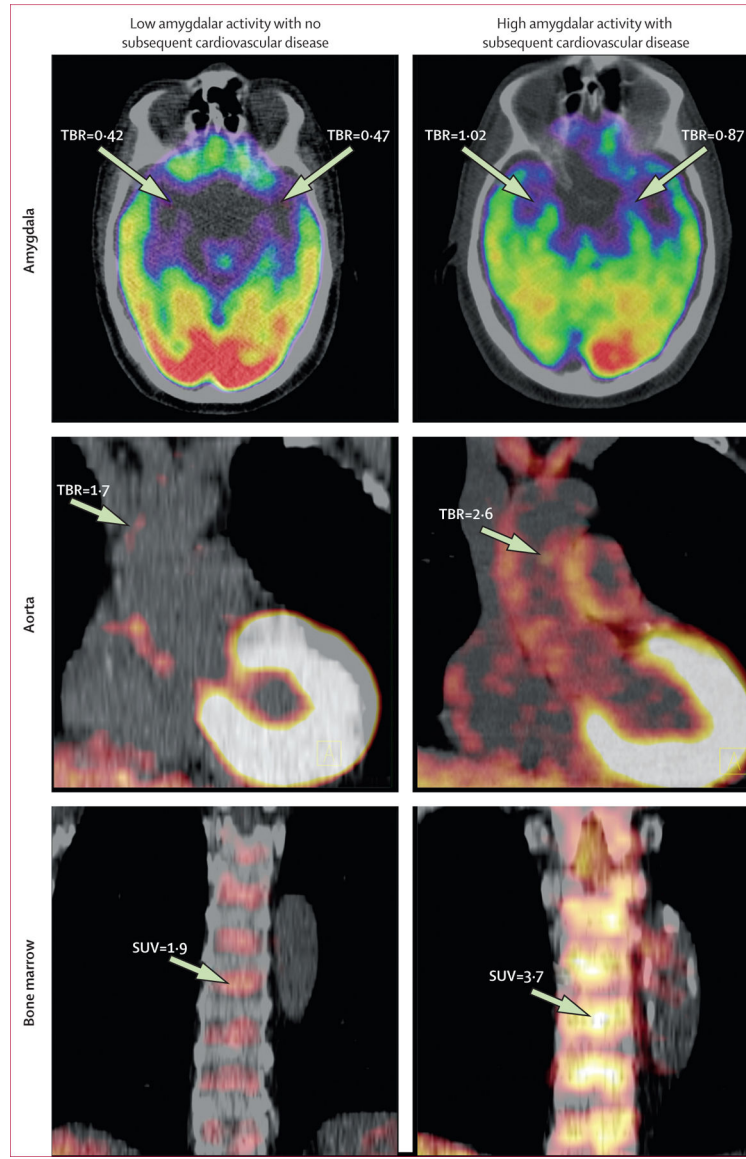 Low amygdalar activity with no
subsequent cardiovascular disease
High amygdalar activity with
subsequent cardiovascular disease
Amygdala
TBR=0·42
TBR=0·47
TBR=1·02
TBR=0·87
Aorta
TBR=1·7
TBR=2·6
Bone marrow
SUV=1·9
SUV=3·7